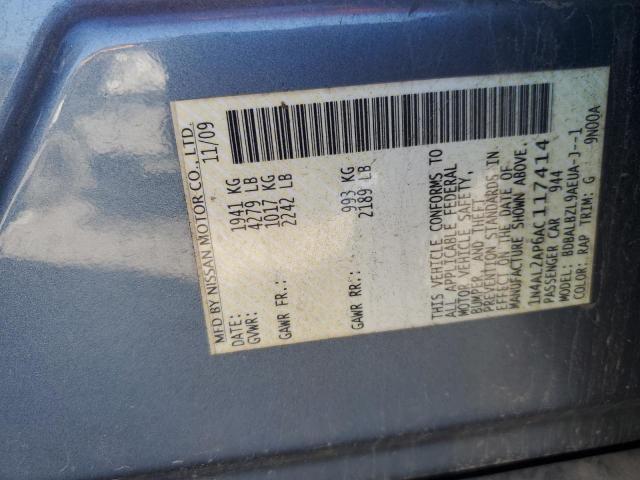 MFD BY NISSAN MOTOR CO., LTD.
DATE: 11/09
GVWR: 1941 KG
4279 LB
GAWR FR.: 1017 KG
2242 LB
GAWR RR.: 993 KG
2189 LB
THIS VEHICLE CONFORMS TO
ALL APPLICABLE FEDERAL
MOTOR VEHICLE SAFETY,
BUMPER, AND THEFT
PREVENTION STANDARDS IN
EFFECT ON THE DATE OF
MANUFACTURE SHOWN ABOVE.
1N4AL2AP6AC117414
PASSENGER CAR 944
MODEL: BDBALBZL9AEUA-J--1
COLOR: RAP TRIM: G 9N00A